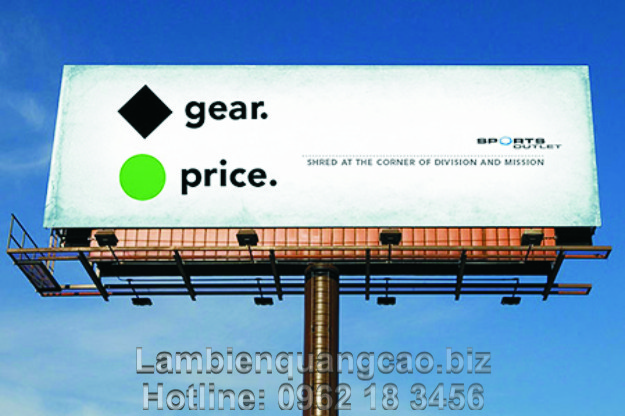 gear.
price.
SPORTS
OUTLET
SHRED AT THE CORNER OF DIVISION AND MISSION
Lambienquangcao.biz
Hotline: 0962 18 3456